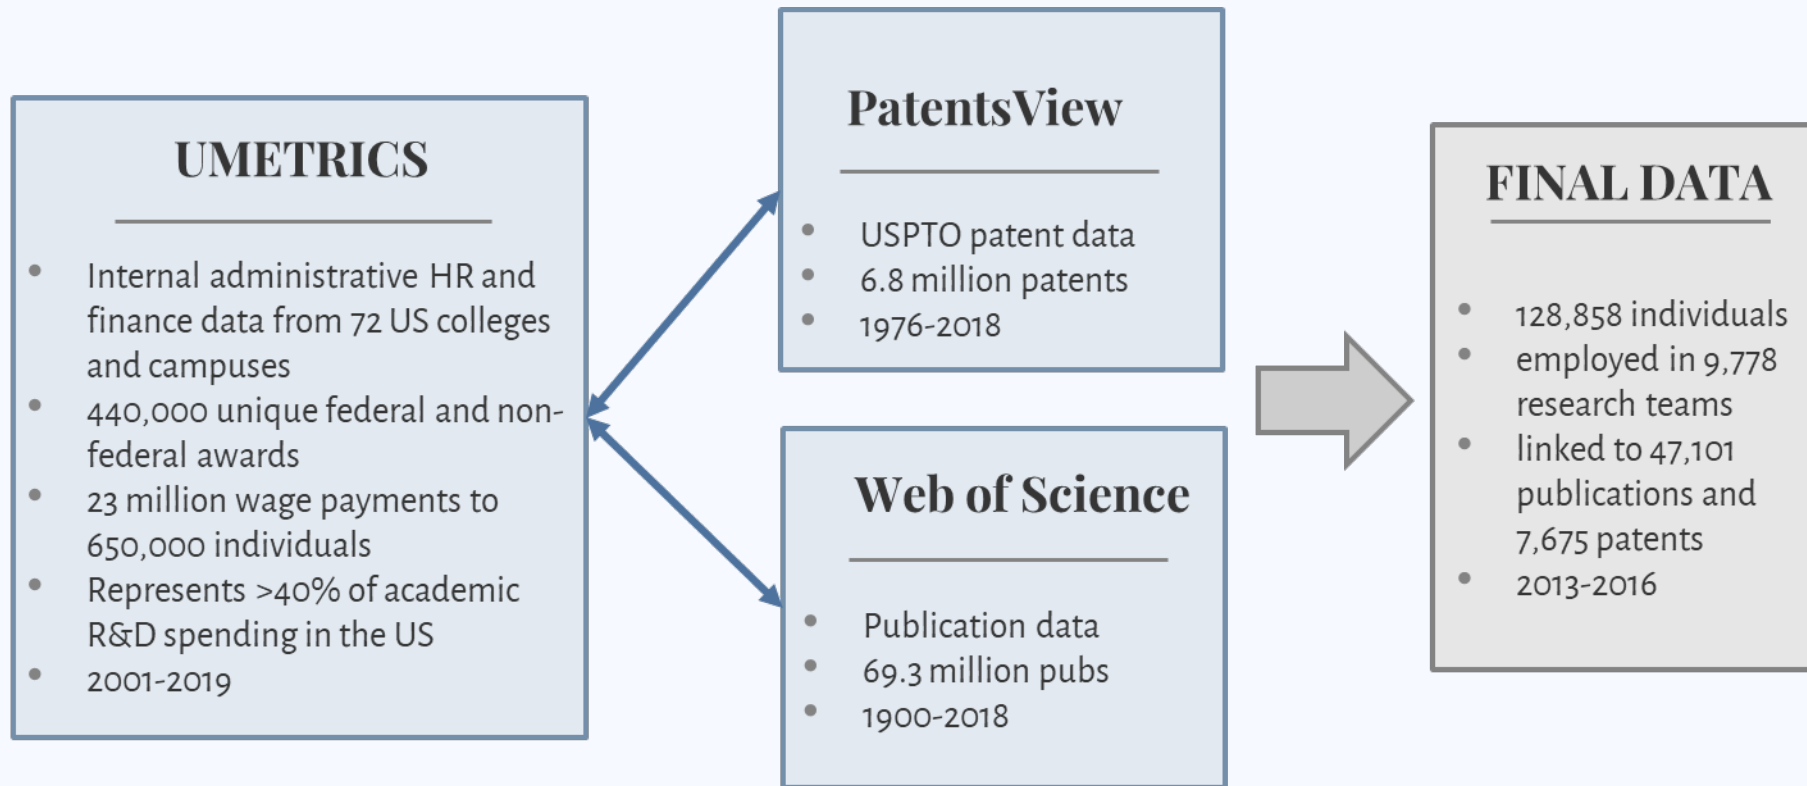 UMETRICS
• Internal administrative HR and
finance data from 72 US colleges
and campuses
• 440,000 unique federal and non-
federal awards
• 23 million wage payments to
650,000 individuals
• Represents >40% of academic
R&D spending in the US
• 2001-2019
PatentsView
• USPTO patent data
• 6.8 million patents
• 1976-2018
Web of Science
• Publication data
• 69.3 million pubs
• 1900-2018
FINAL DATA
• 128,858 individuals
• employed in 9,778
research teams
• linked to 47,101
publications and
7,675 patents
• 2013-2016